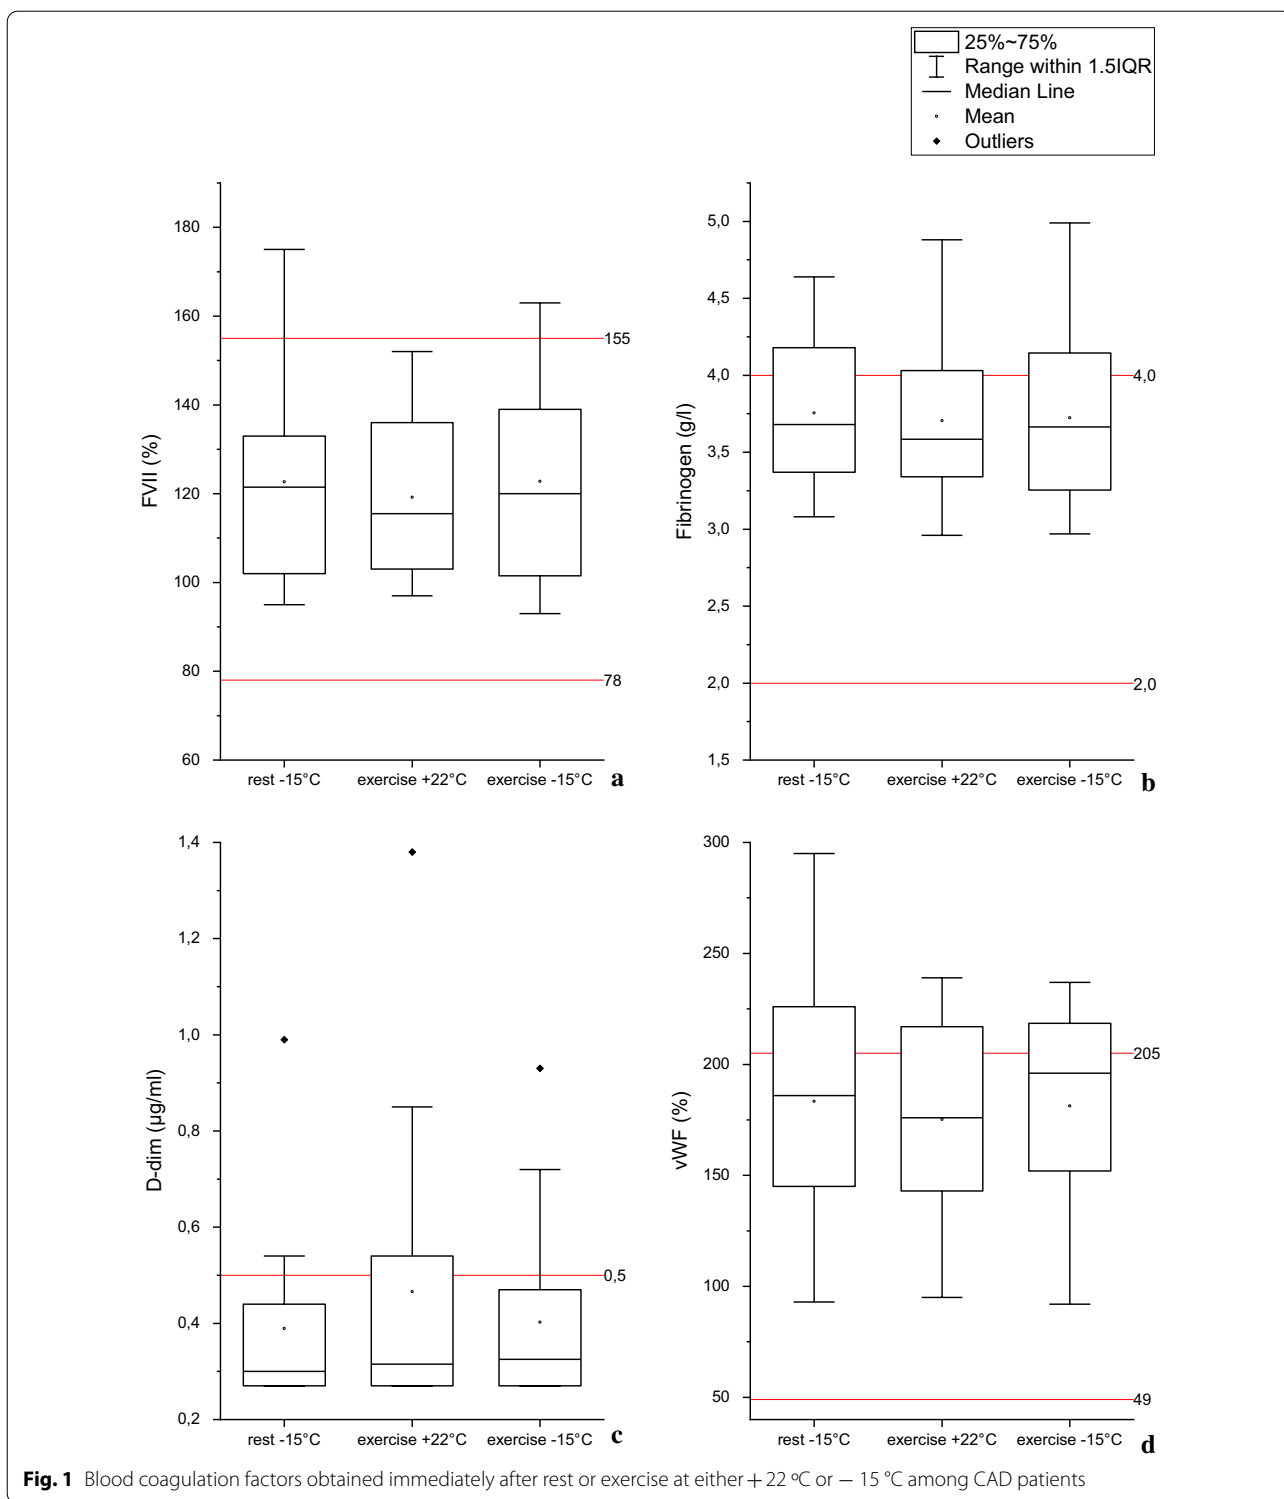 25%~75%
Range within 1.5IQR
Median Line
Mean
Outliers
180
160
140
120
100
80
60
FVII (%)
155
78
rest -15°C exercise +22°C exercise -15°C a
5,0
4,5
4,0
3,5
3,0
2,5
2,0
1,5
Fibrinogen (g/l)
4,0
2,0
rest -15°C exercise +22°C exercise -15°C b
1,4
1,2
1,0
0,8
0,6
0,4
0,2
D-dim (µg/ml)
0,5
rest -15°C exercise +22°C exercise -15°C c
300
250
200
150
100
50
vWF (%)
205
49
rest -15°C exercise +22°C exercise -15°C d
Fig. 1 Blood coagulation factors obtained immediately after rest or exercise at either + 22 ºC or − 15 °C among CAD patients